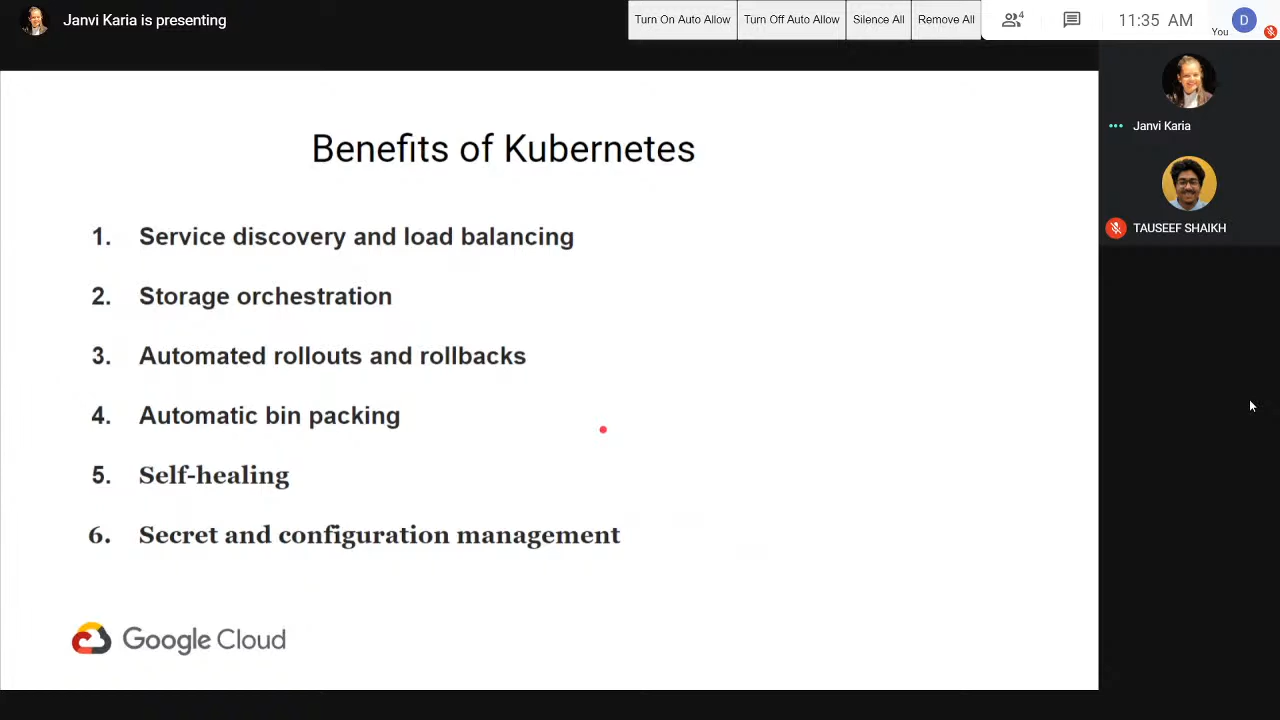 Janvi Karia is presenting
Turn On Auto Allow
Turn Off Auto Allow
Silence All
Remove All
4
11:35 AM
You
D
Janvi Karia
TAUSEEF SHAIKH
Benefits of Kubernetes
1. Service discovery and load balancing
2. Storage orchestration
3. Automated rollouts and rollbacks
4. Automatic bin packing
5. Self-healing
6. Secret and configuration management
Google Cloud